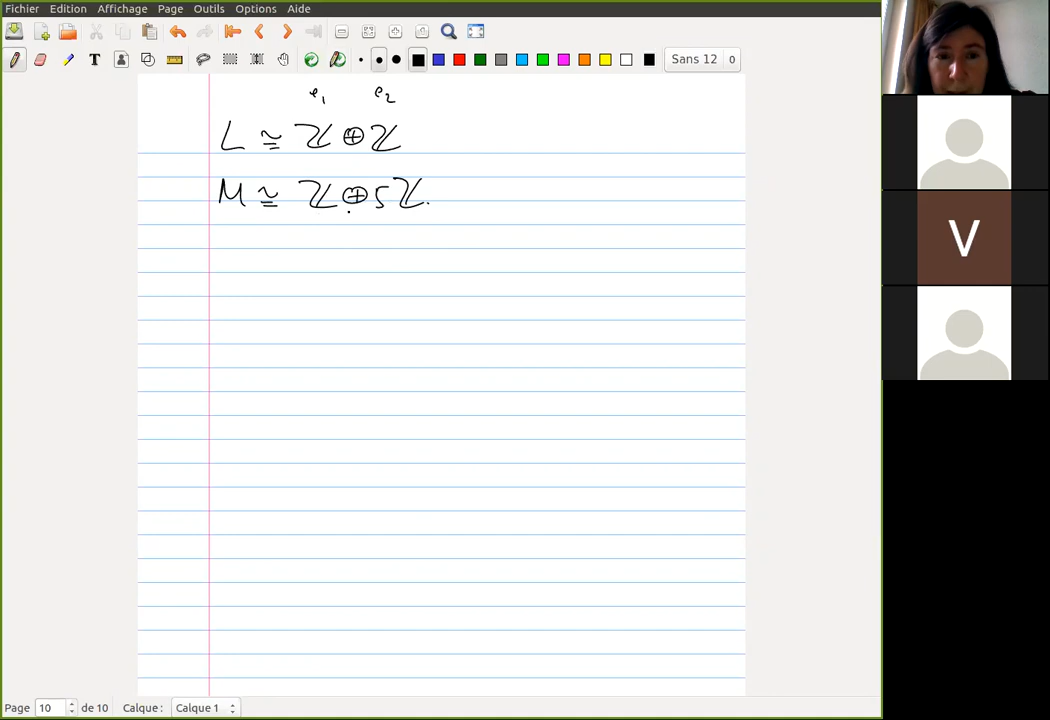 Fichier Edition Affichage Page Outils Options Aide
T Sans 12 0
e₁ e₂
L ≅ ℤ ⊕ ℤ
M ≅ ℤ ⊕ 5ℤ.
V
Page 10 de 10 Calque : Calque 1